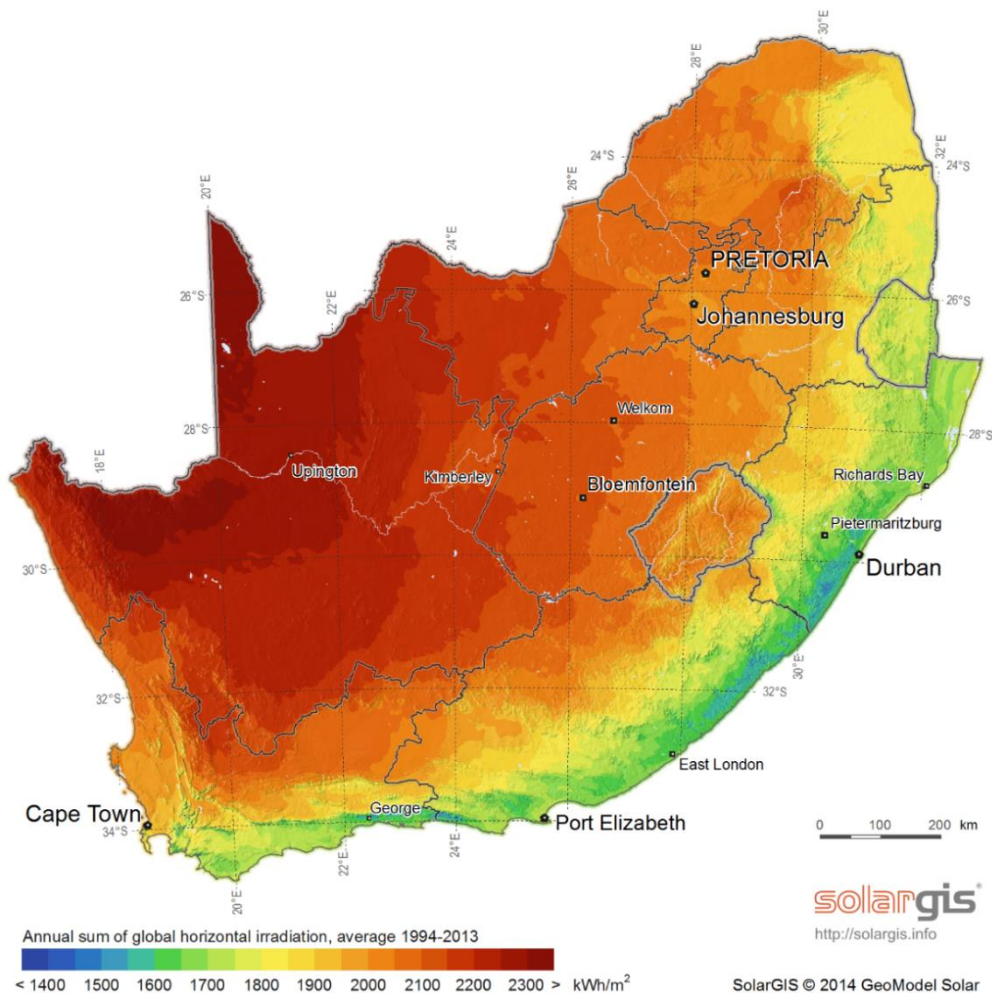 30°E
28°E
32°E
24°S
24°S
26°E
20°E
24°E
PRETORIA
22°E
26°S
26°S
Johannesburg
Welkom
28°S
28°S
18°E
Upington
Kimberley
Richards Bay
Bloemfontein
Pietermaritzburg
30°S
Durban
30°E
32°S
32°S
East London
Cape Town
George
Port Elizabeth
34°S
0 100 200 km
22°E
24°E
20°E
solargis®
http://solargis.info
Annual sum of global horizontal irradiation, average 1994-2013
< 1400 1500 1600 1700 1800 1900 2000 2100 2200 2300 > kWh/m²
SolarGIS © 2014 GeoModel Solar